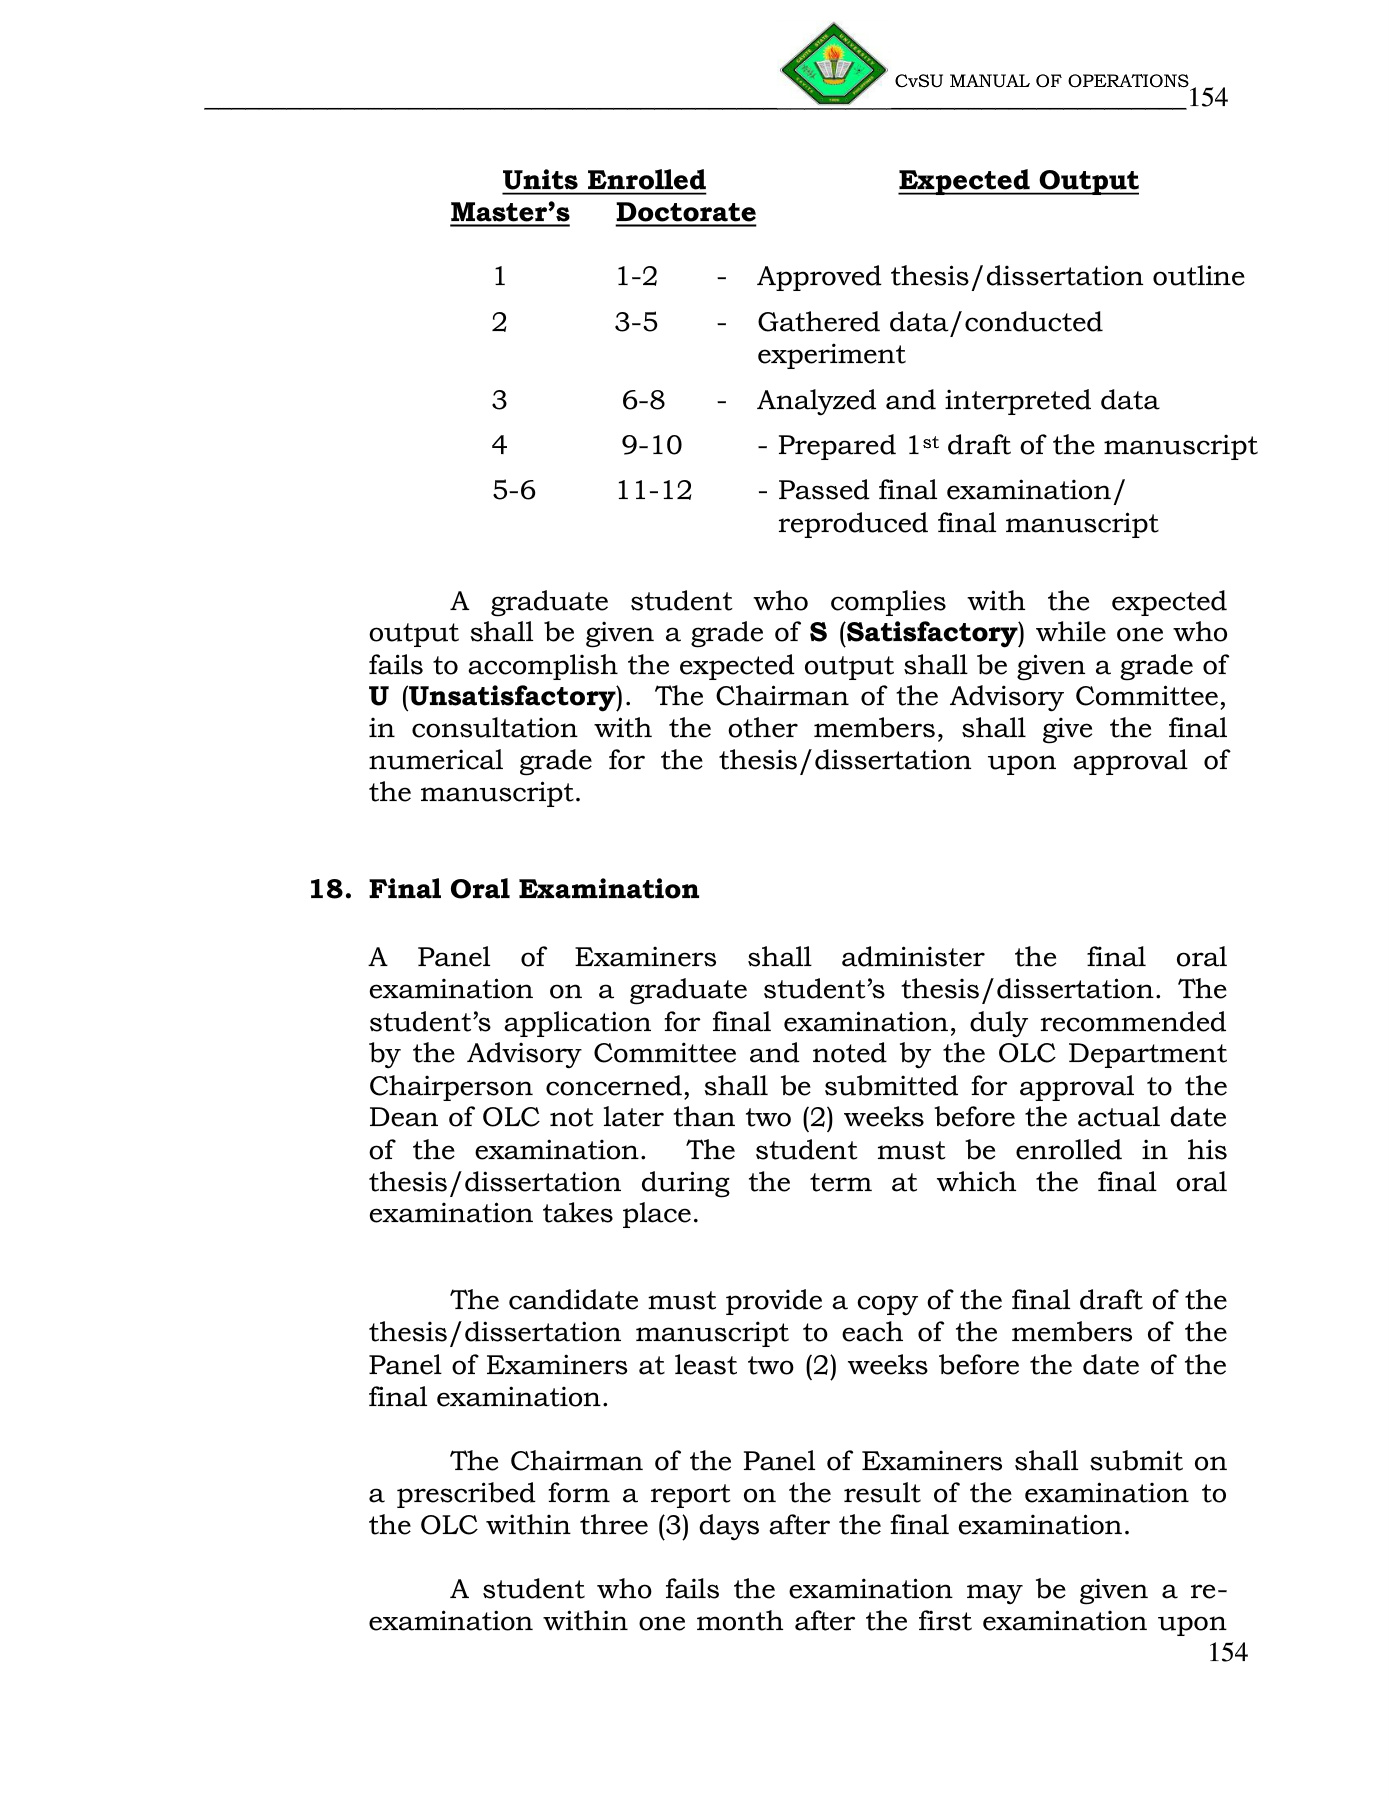 CvSU MANUAL OF OPERATIONS
154
Units Enrolled Expected Output
Master’s Doctorate
1 1-2 - Approved thesis/dissertation outline
2 3-5 - Gathered data/conducted
experiment
3 6-8 - Analyzed and interpreted data
4 9-10 - Prepared 1st draft of the manuscript
5-6 11-12 - Passed final examination/
reproduced final manuscript
A graduate student who complies with the expected
output shall be given a grade of S (Satisfactory) while one who
fails to accomplish the expected output shall be given a grade of
U (Unsatisfactory). The Chairman of the Advisory Committee,
in consultation with the other members, shall give the final
numerical grade for the thesis/dissertation upon approval of
the manuscript.
18. Final Oral Examination
A Panel of Examiners shall administer the final oral
examination on a graduate student’s thesis/dissertation. The
student’s application for final examination, duly recommended
by the Advisory Committee and noted by the OLC Department
Chairperson concerned, shall be submitted for approval to the
Dean of OLC not later than two (2) weeks before the actual date
of the examination. The student must be enrolled in his
thesis/dissertation during the term at which the final oral
examination takes place.
The candidate must provide a copy of the final draft of the
thesis/dissertation manuscript to each of the members of the
Panel of Examiners at least two (2) weeks before the date of the
final examination.
The Chairman of the Panel of Examiners shall submit on
a prescribed form a report on the result of the examination to
the OLC within three (3) days after the final examination.
A student who fails the examination may be given a re-
examination within one month after the first examination upon
154